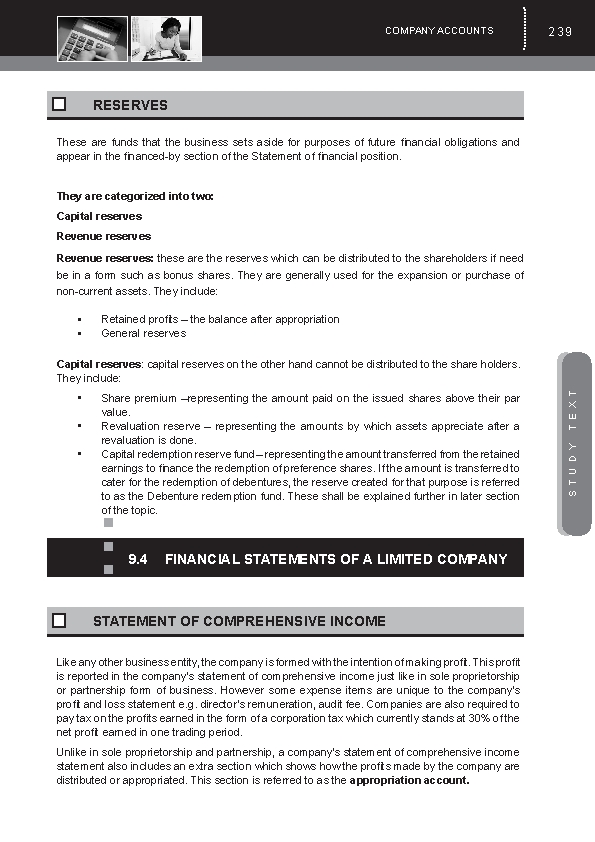 COMPANY ACCOUNTS 239
RESERVES
These are funds that the business sets aside for purposes of future financial obligations and
appear in the financed-by section of the Statement of financial position.
They are categorized into two:
Capital reserves
Revenue reserves
Revenue reserves: these are the reserves which can be distributed to the shareholders if need
be in a form such as bonus shares. They are generally used for the expansion or purchase of
non-current assets. They include:
• Retained profits – the balance after appropriation
• General reserves
Capital reserves: capital reserves on the other hand cannot be distributed to the share holders.
They include:
• Share premium –representing the amount paid on the issued shares above their par
value.
• Revaluation reserve – representing the amounts by which assets appreciate after a
revaluation is done.
• Capital redemption reserve fund – representing the amount transferred from the retained
earnings to finance the redemption of preference shares. If the amount is transferred to
cater for the redemption of debentures, the reserve created for that purpose is referred
to as the Debenture redemption fund. These shall be explained further in later section
of the topic.
STUDY TEXT
9.4 FINANCIAL STATEMENTS OF A LIMITED COMPANY
STATEMENT OF COMPREHENSIVE INCOME
Like any other business entity, the company is formed with the intention of making profit. This profit
is reported in the company's statement of comprehensive income just like in sole proprietorship
or partnership form of business. However some expense items are unique to the company's
profit and loss statement e.g. director's remuneration, audit fee. Companies are also required to
pay tax on the profits earned in the form of a corporation tax which currently stands at 30% of the
net profit earned in one trading period.
Unlike in sole proprietorship and partnership, a company's statement of comprehensive income
statement also includes an extra section which shows how the profits made by the company are
distributed or appropriated. This section is referred to as the appropriation account.